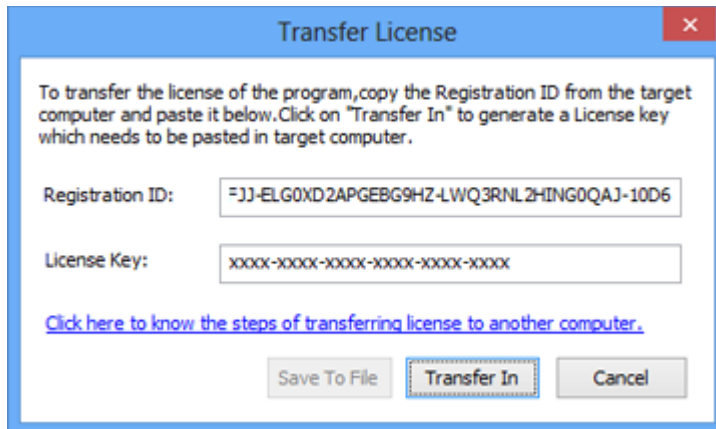 Transfer License
To transfer the license of the program,copy the Registration ID from the target
computer and paste it below.Click on "Transfer In" to generate a License key
which needs to be pasted in target computer.
Registration ID: FJJ-ELG0XD2APGEBG9HZ-LWQ3RNL2HING0QAJ-10D6
License Key: xxxx-xxxx-xxxx-xxxx-xxxx-xxxx
Click here to know the steps of transferring license to another computer.
Save To File Transfer In Cancel